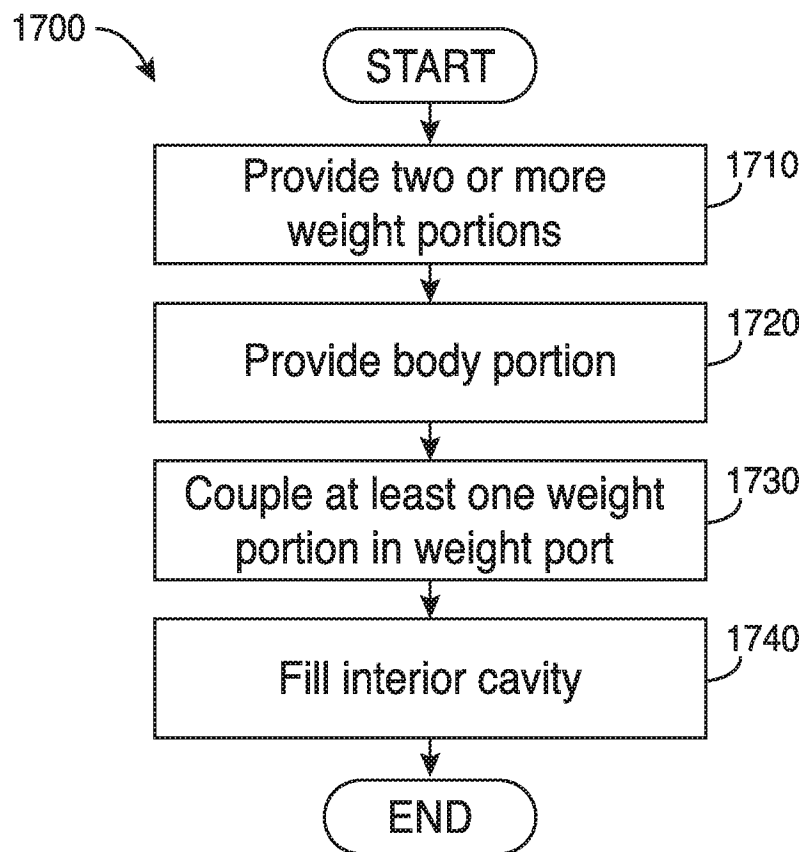 1700
START
Provide two or more
weight portions
1710
Provide body portion
1720
Couple at least one weight
portion in weight port
1730
Fill interior cavity
1740
END